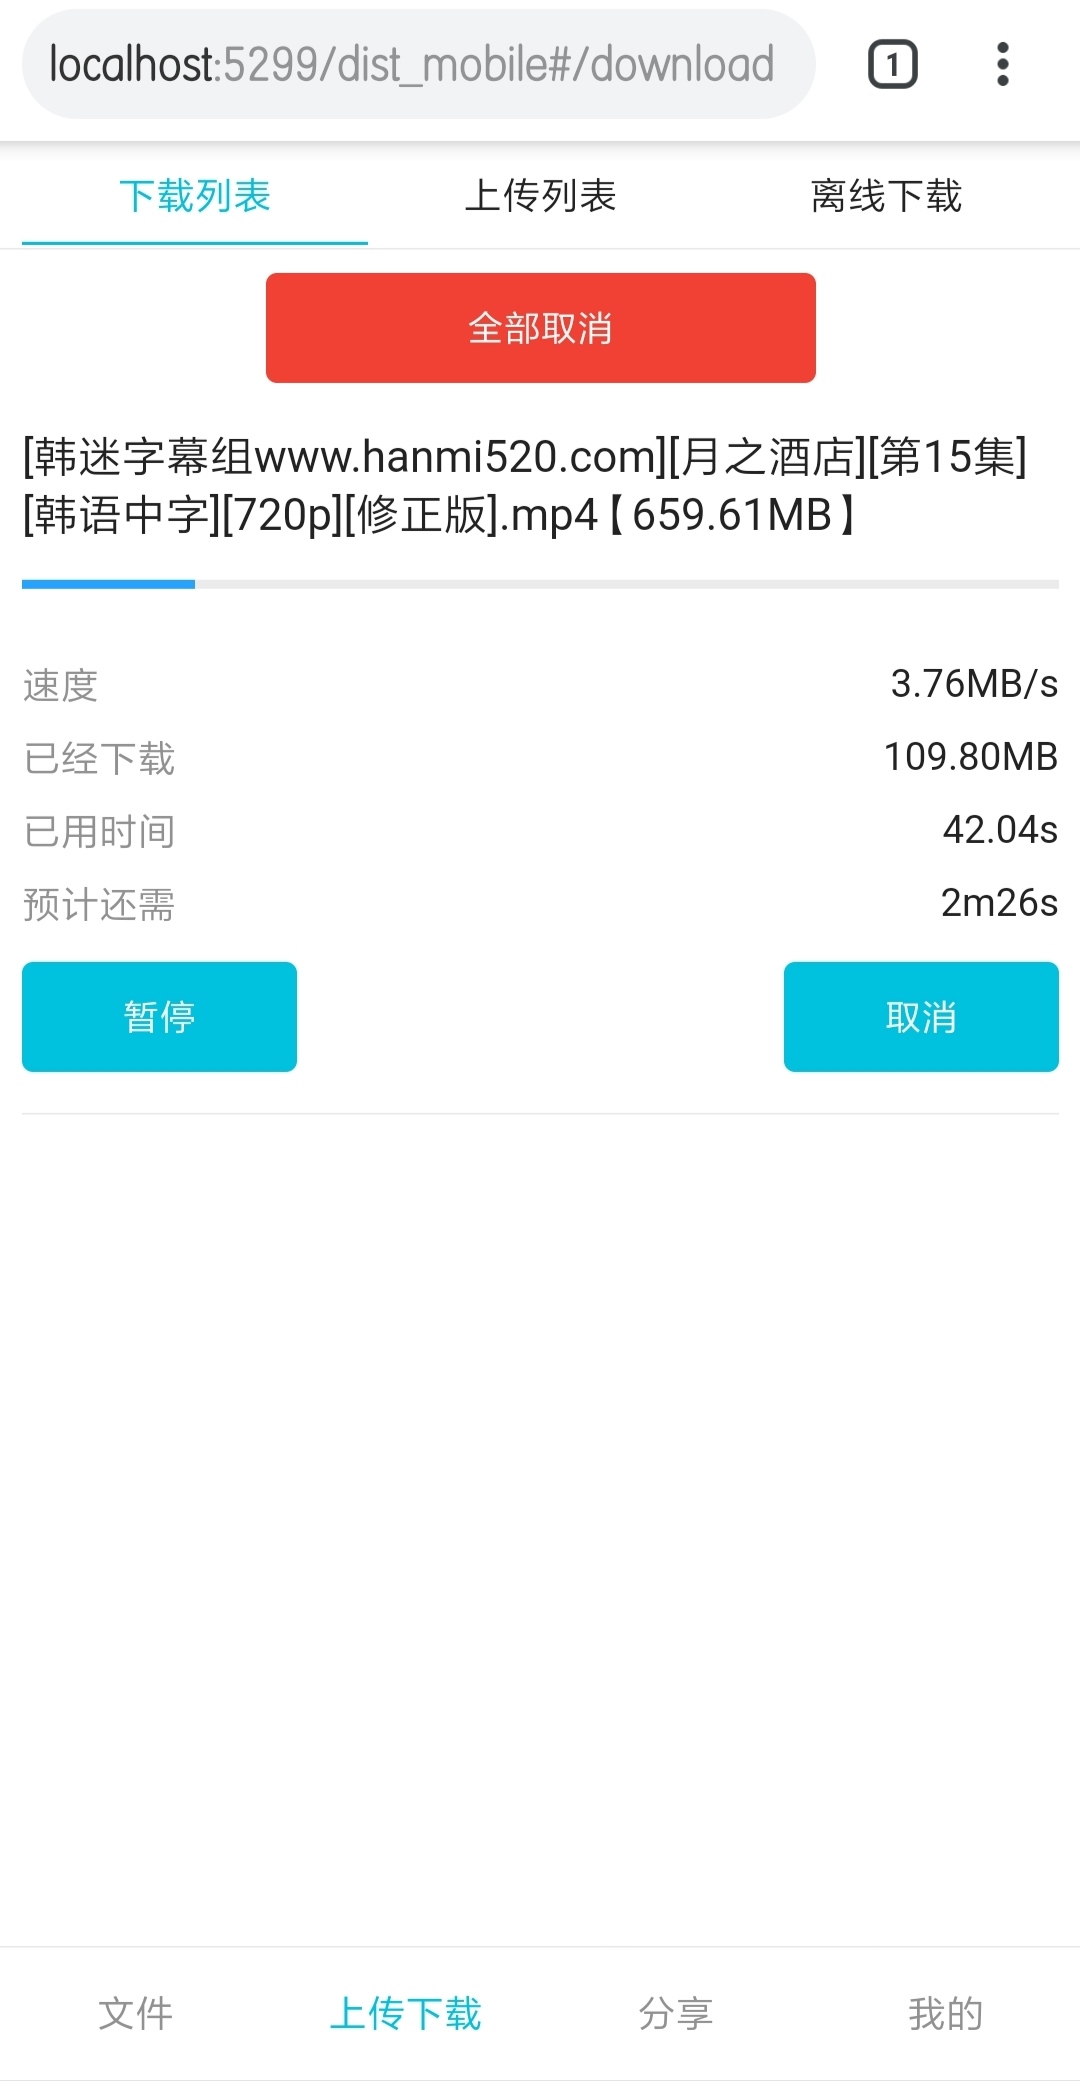 localhost:5299/dist_mobile#/download
1
下载列表 上传列表 离线下载
全部取消
[韩迷字幕组www.hanmi520.com][月之酒店][第15集]
[韩语中字][720p][修正版].mp4【659.61MB】
速度 3.76MB/s
已经下载 109.80MB
已用时间 42.04s
预计还需 2m26s
暂停 取消
文件 上传下载 分享 我的